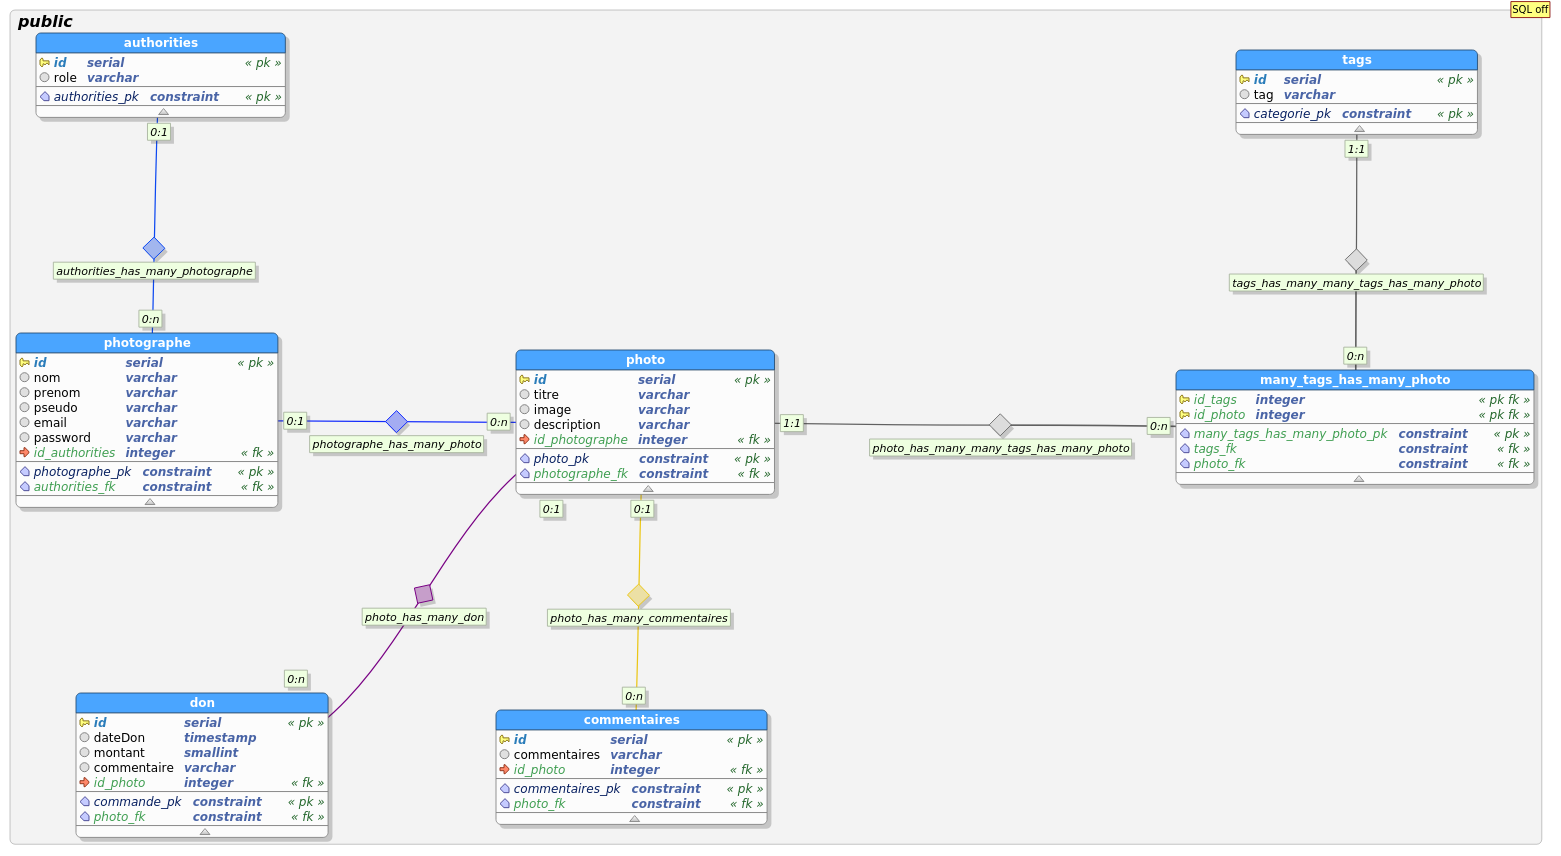 SQL off
public
authorities
id serial « pk »
role varchar
authorities_pk constraint « pk »
0:1
authorities_has_many_photographe
0:n
tags
id serial « pk »
tag varchar
categorie_pk constraint « pk »
1:1
tags_has_many_many_tags_has_many_photo
0:n
photographe
id serial « pk »
nom varchar
prenom varchar
pseudo varchar
email varchar
password varchar
id_authorities integer « fk »
photographe_pk constraint « pk »
authorities_fk constraint « fk »
0:1
photographe_has_many_photo
0:n
photo
id serial « pk »
titre varchar
image varchar
description varchar
id_photographe integer « fk »
photo_pk constraint « pk »
photographe_fk constraint « fk »
1:1
photo_has_many_many_tags_has_many_photo
0:n
many_tags_has_many_photo
id_tags integer « pk fk »
id_photo integer « pk fk »
many_tags_has_many_photo_pk constraint « pk »
tags_fk constraint « fk »
photo_fk constraint « fk »
0:1
0:1
photo_has_many_don
photo_has_many_commentaires
0:n
0:n
don
id serial « pk »
dateDon timestamp
montant smallint
commentaire varchar
id_photo integer « fk »
commande_pk constraint « pk »
photo_fk constraint « fk »
commentaires
id serial « pk »
commentaires varchar
id_photo integer « fk »
commentaires_pk constraint « pk »
photo_fk constraint « fk »